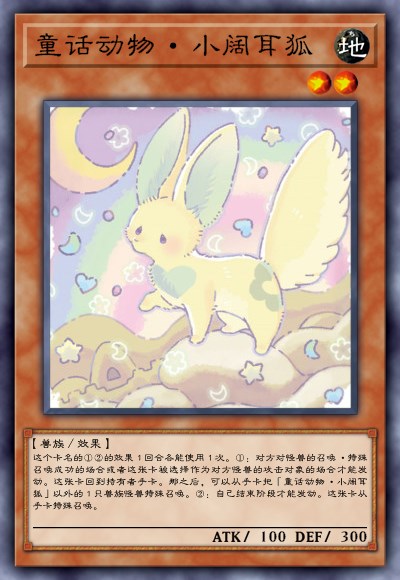 童话动物·小阔耳狐
地
【兽族/效果】
这个卡名的①②的效果1回合各能使用1次。①：对方对怪兽的召唤·特殊
召唤成功的场合或者这张卡被选择作为对方怪兽的攻击对象的场合才能发
动。这张卡回到持有者手卡。那之后，可以从手卡把「童话动物·小阔耳
狐」以外的1只兽族怪兽特殊召唤。②：自己结束阶段才能发动。这张卡从
手卡特殊召唤。
ATK/ 100 DEF/ 300